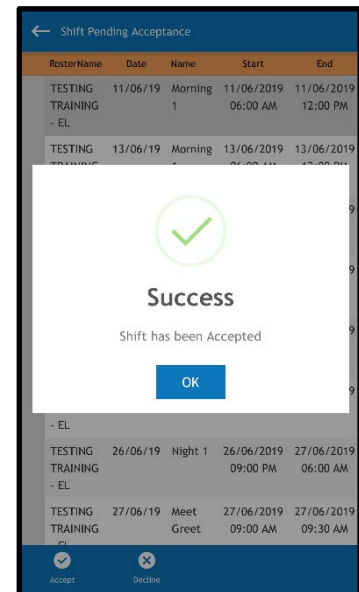 Shift Pending Acceptance
RosterName Date Name Start End
TESTING 11/06/19 Morning 11/06/2019 11/06/2019
TRAINING 1 06:00 AM 12:00 PM
- EL
TESTING 13/06/19 Morning 13/06/2019 13/06/2019
Success
Shift has been Accepted
OK
- EL
TESTING 26/06/19 Night 1 26/06/2019 27/06/2019
TRAINING 09:00 PM 06:00 AM
- EL
TESTING 27/06/19 Meet 27/06/2019 27/06/2019
TRAINING Greet 09:00 AM 09:30 AM
Accept Decline